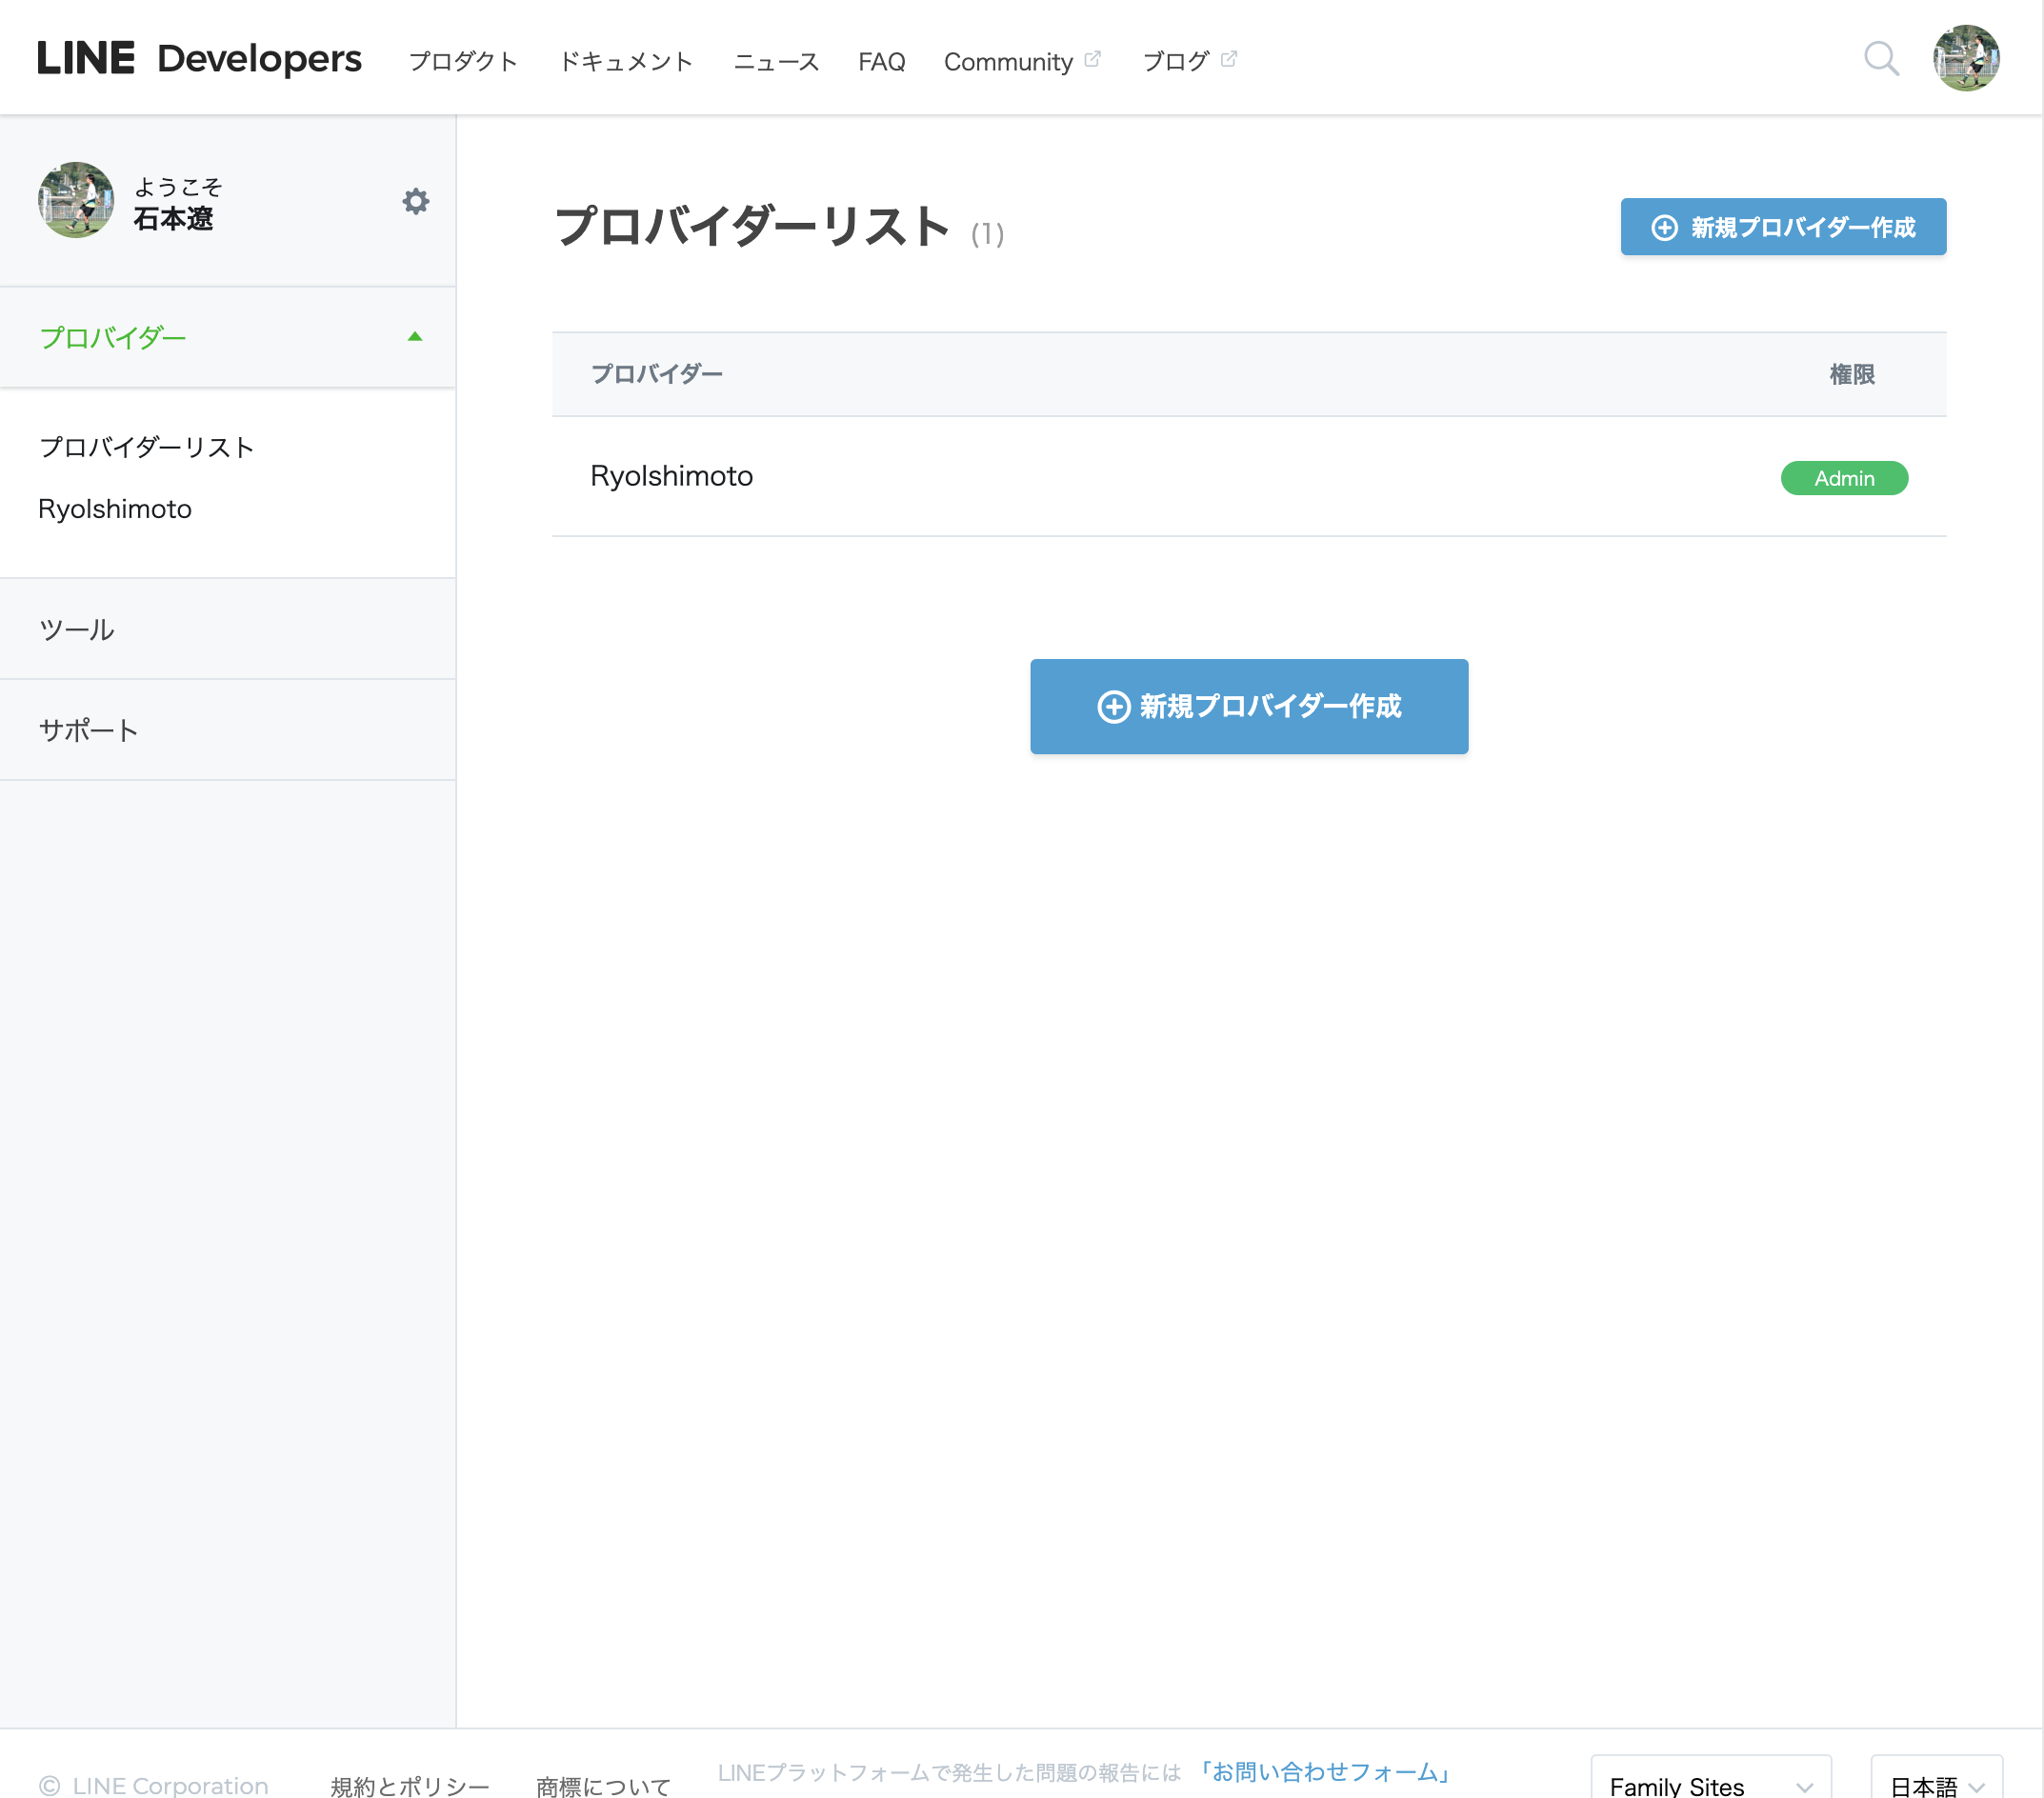 LINE Developers プロダクト ドキュメント ニュース FAQ Community ブログ
ようこそ
石本遼
プロバイダー
プロバイダーリスト
RyoIshimoto
ツール
サポート
プロバイダーリスト (1)
新規プロバイダー作成
プロバイダー 権限
RyoIshimoto Admin
新規プロバイダー作成
© LINE Corporation 規約とポリシー 商標について LINEプラットフォームで発生した問題の報告には 「お問い合わせフォーム」 Family Sites 日本語